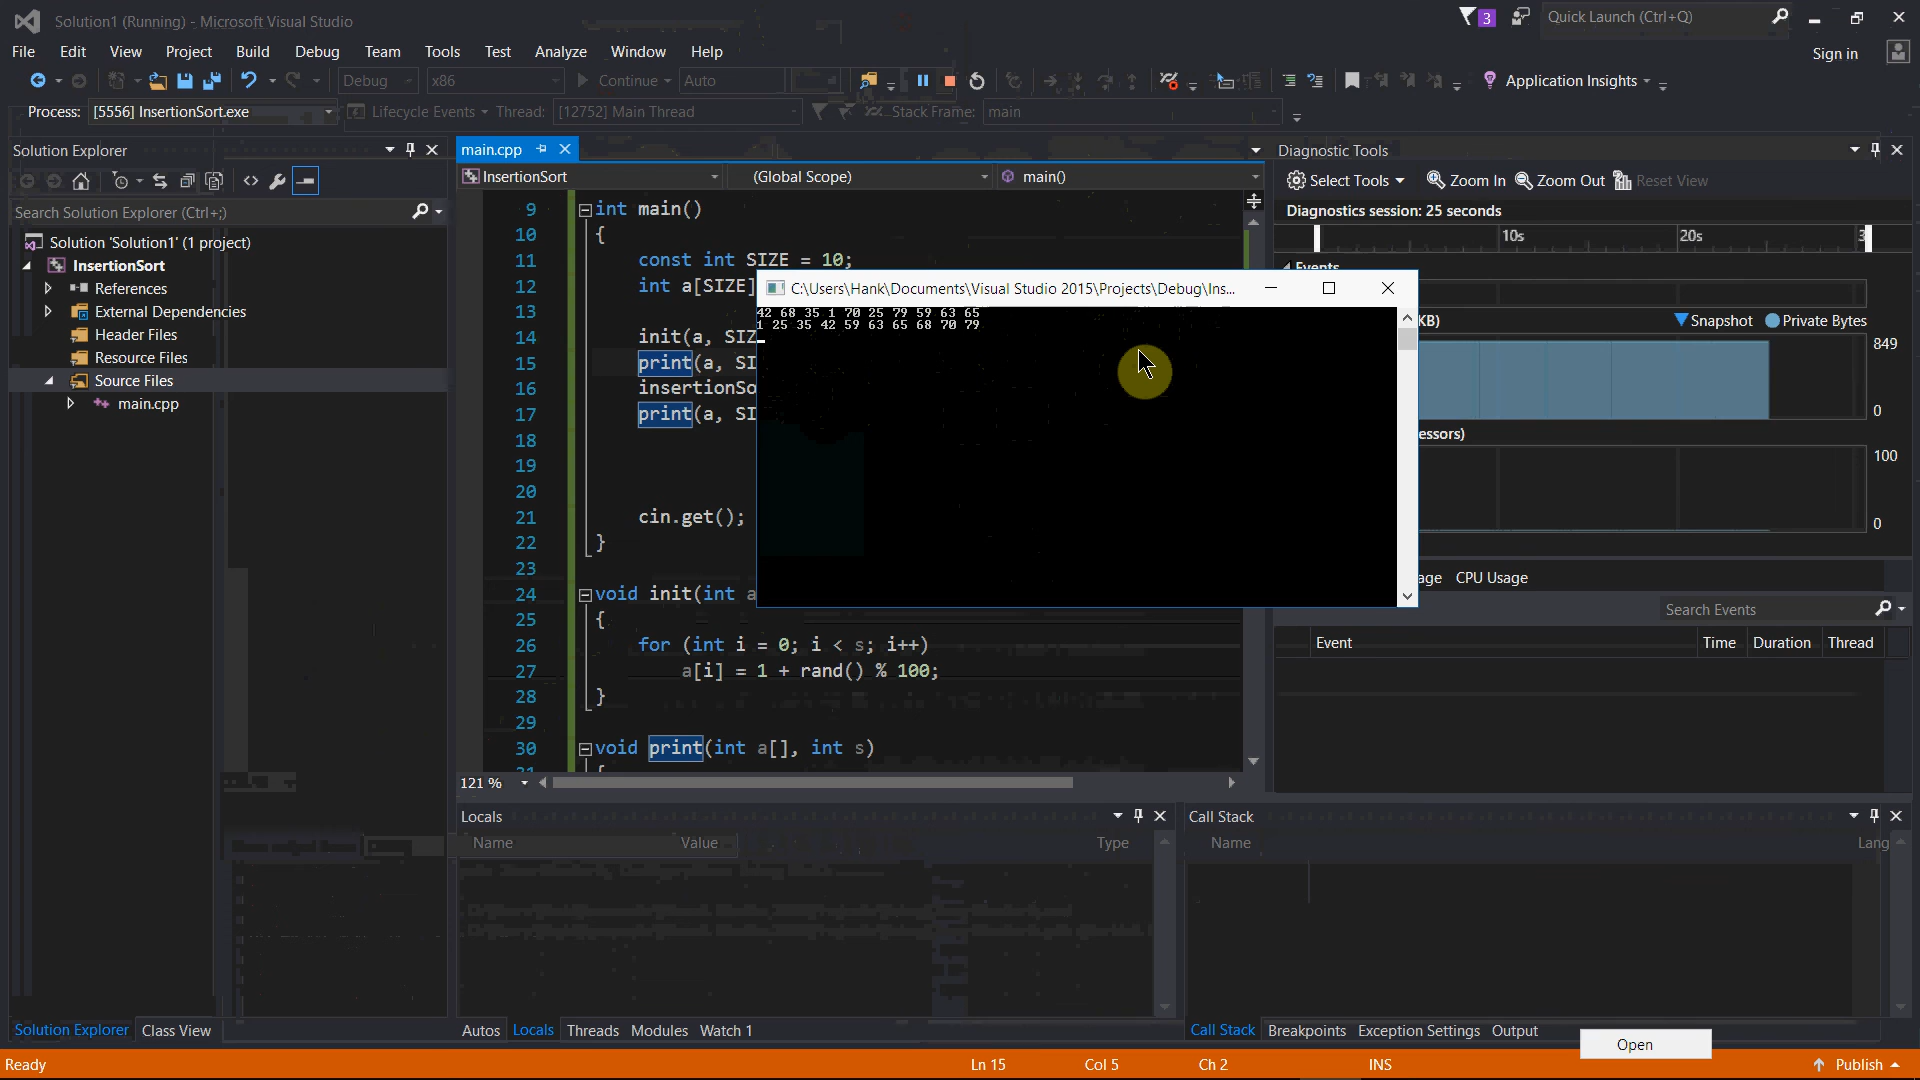 Solution1 (Running) - Microsoft Visual Studio
3
Quick Launch (Ctrl+Q)
File Edit View Project Build Debug Team Tools Test Analyze Window Help
Sign in
Debug x86 Continue Auto Application Insights
Process: [5556] InsertionSort.exe Lifecycle Events Thread: [12752] Main Thread Stack Frame: main
Solution Explorer
Search Solution Explorer (Ctrl+;)
Solution 'Solution1' (1 project)
InsertionSort
References
External Dependencies
Header Files
Resource Files
Source Files
main.cpp
Solution Explorer Class View
main.cpp
InsertionSort (Global Scope) main()
9 int main()
10 {
11 const int SIZE = 10;
12 int a[SIZE]
13
14 init(a, SIZ
15 print(a, SI
16 insertionSo
17 print(a, SI
18
19
20
21 cin.get();
22 }
23
24 void init(int a
25 {
26 for (int i = 0; i < s; i++)
27 a[i] = 1 + rand() % 100;
28 }
29
30 void print(int a[], int s)
31 {
121 %
C:\Users\Hank\Documents\Visual Studio 2015\Projects\Debug\Ins...
42 68 35 1 70 25 79 59 63 65
1 25 35 42 59 63 65 68 70 79
Diagnostic Tools
Select Tools Zoom In Zoom Out Reset View
Diagnostics session: 25 seconds
10s 20s 3
Events
KB) Snapshot Private Bytes
849
0
essors)
100
0
age CPU Usage
Search Events
Event Time Duration Thread
Locals
Name Value Type
Autos Locals Threads Modules Watch 1
Call Stack
Name Lang
Call Stack Breakpoints Exception Settings Output
Open
Ready Ln 15 Col 5 Ch 2 INS Publish